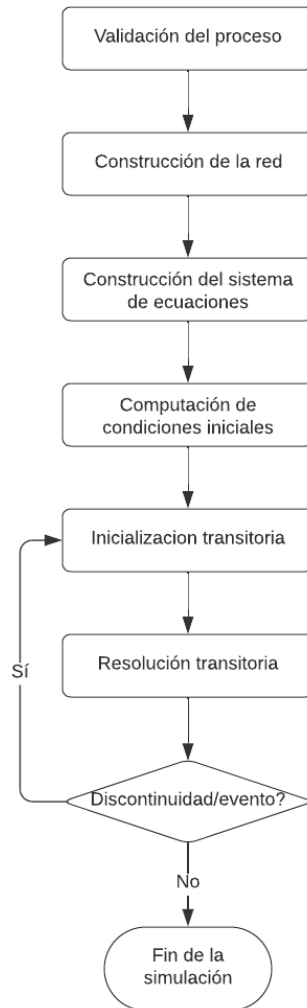 Validación del proceso
Construcción de la red
Construcción del sistema
de ecuaciones
Computación de
condiciones iniciales
Inicializacion transitoria
Resolución transitoria
Sí
Discontinuidad/evento?
No
Fin de la
simulación